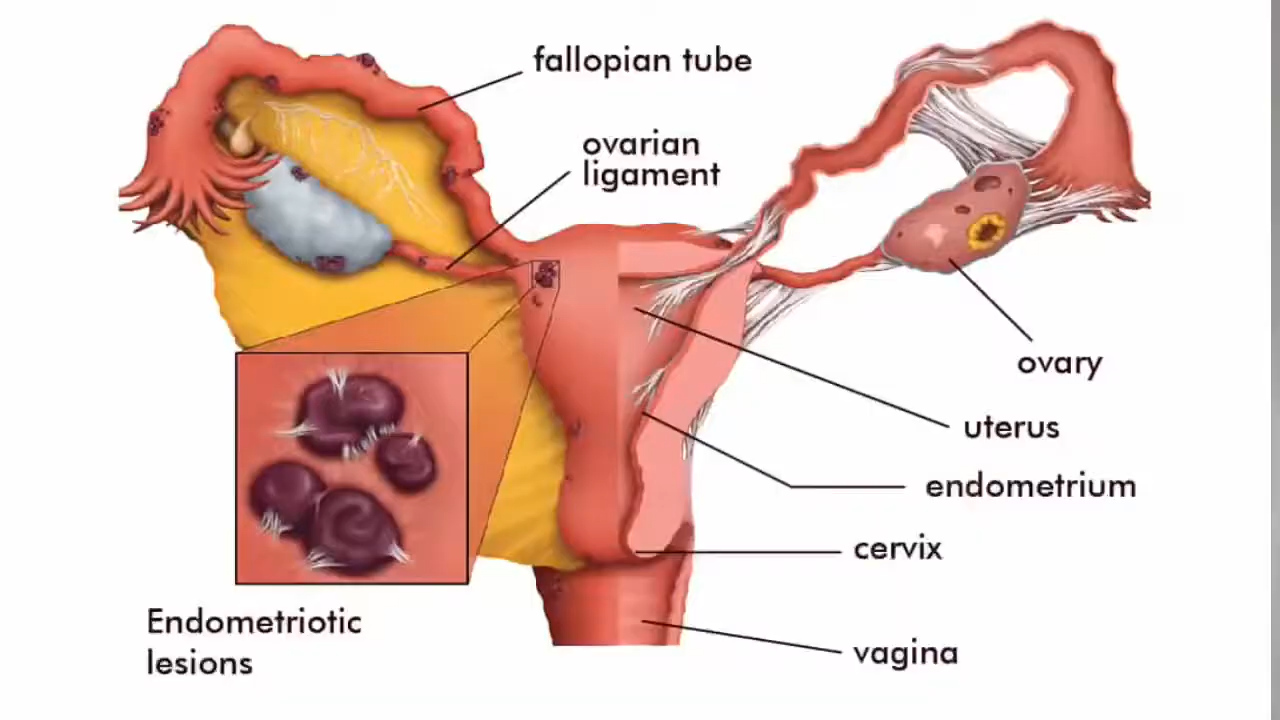 fallopian tube
ovarian
ligament
ovary
uterus
endometrium
cervix
Endometriotic
lesions
vagina